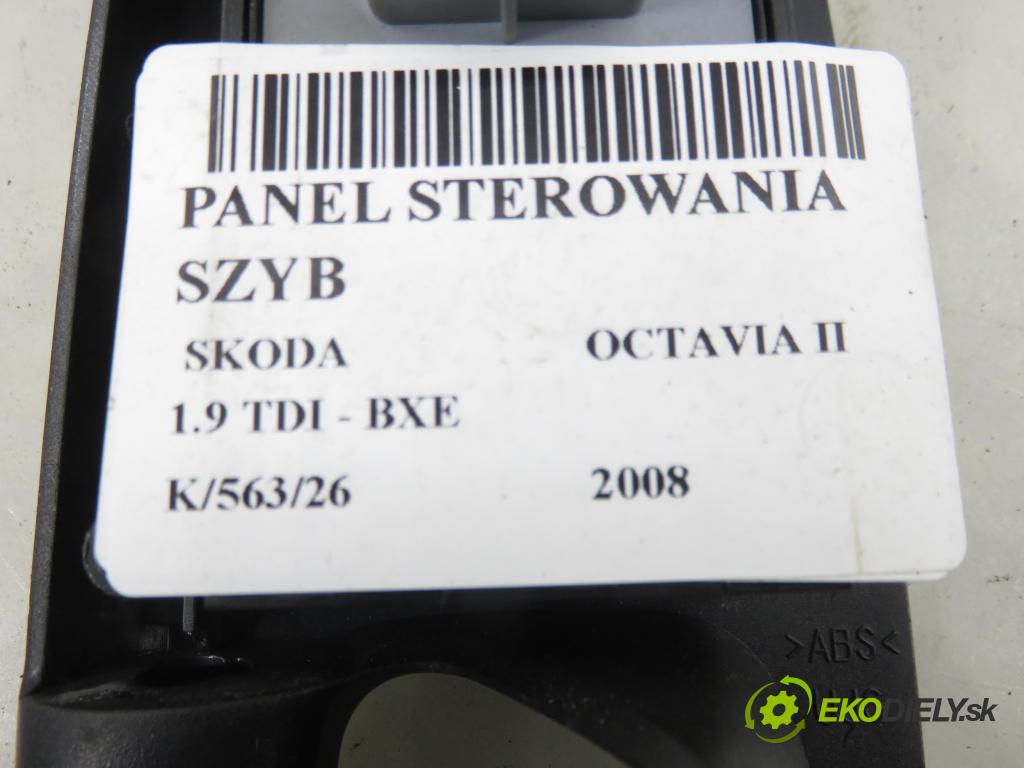 PANEL STEROWANIA
SZYB
SKODA OCTAVIA II
1.9 TDI - BXE
K/563/26 2008
>ABS<
EKODIELY.sk